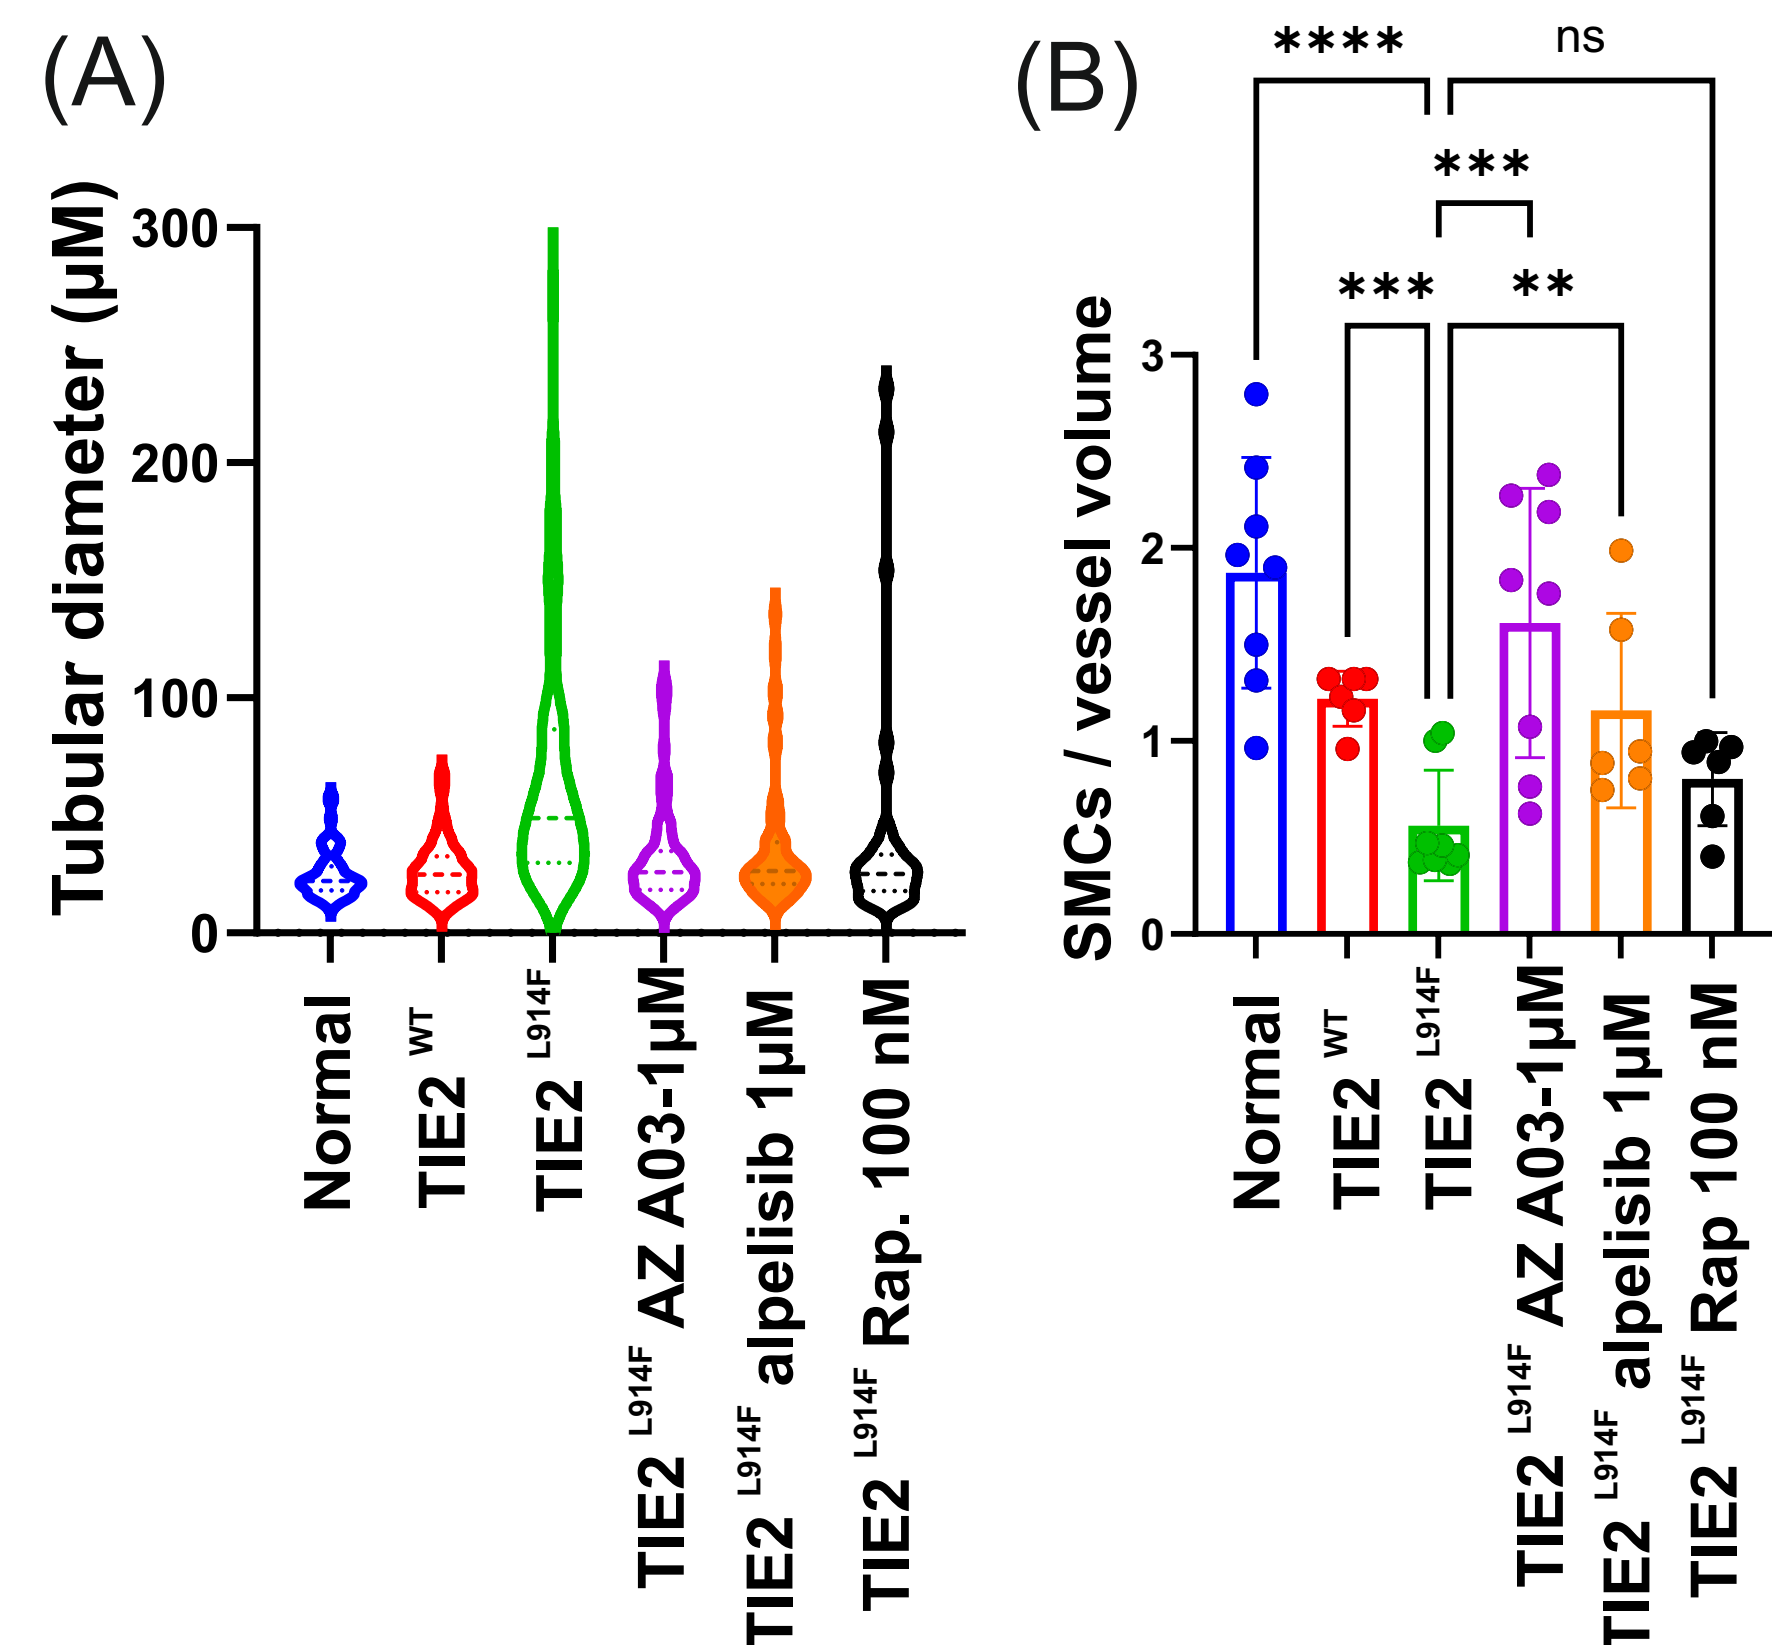 (A)
Tubular diameter (µM)
300
200
100
0
Normal
TIE2 WT
TIE2 L914F
TIE2 L914F AZ A03-1µM
TIE2 L914F alpelisib 1µM
TIE2 L914F Rap. 100 nM
(B)
**** ns
***
*** **
SMCs / vessel volume
3
2
1
0
Normal
TIE2 WT
TIE2 L914F
TIE2 L914F AZ A03-1µM
TIE2 L914F alpelisib 1µM
TIE2 L914F Rap 100 nM